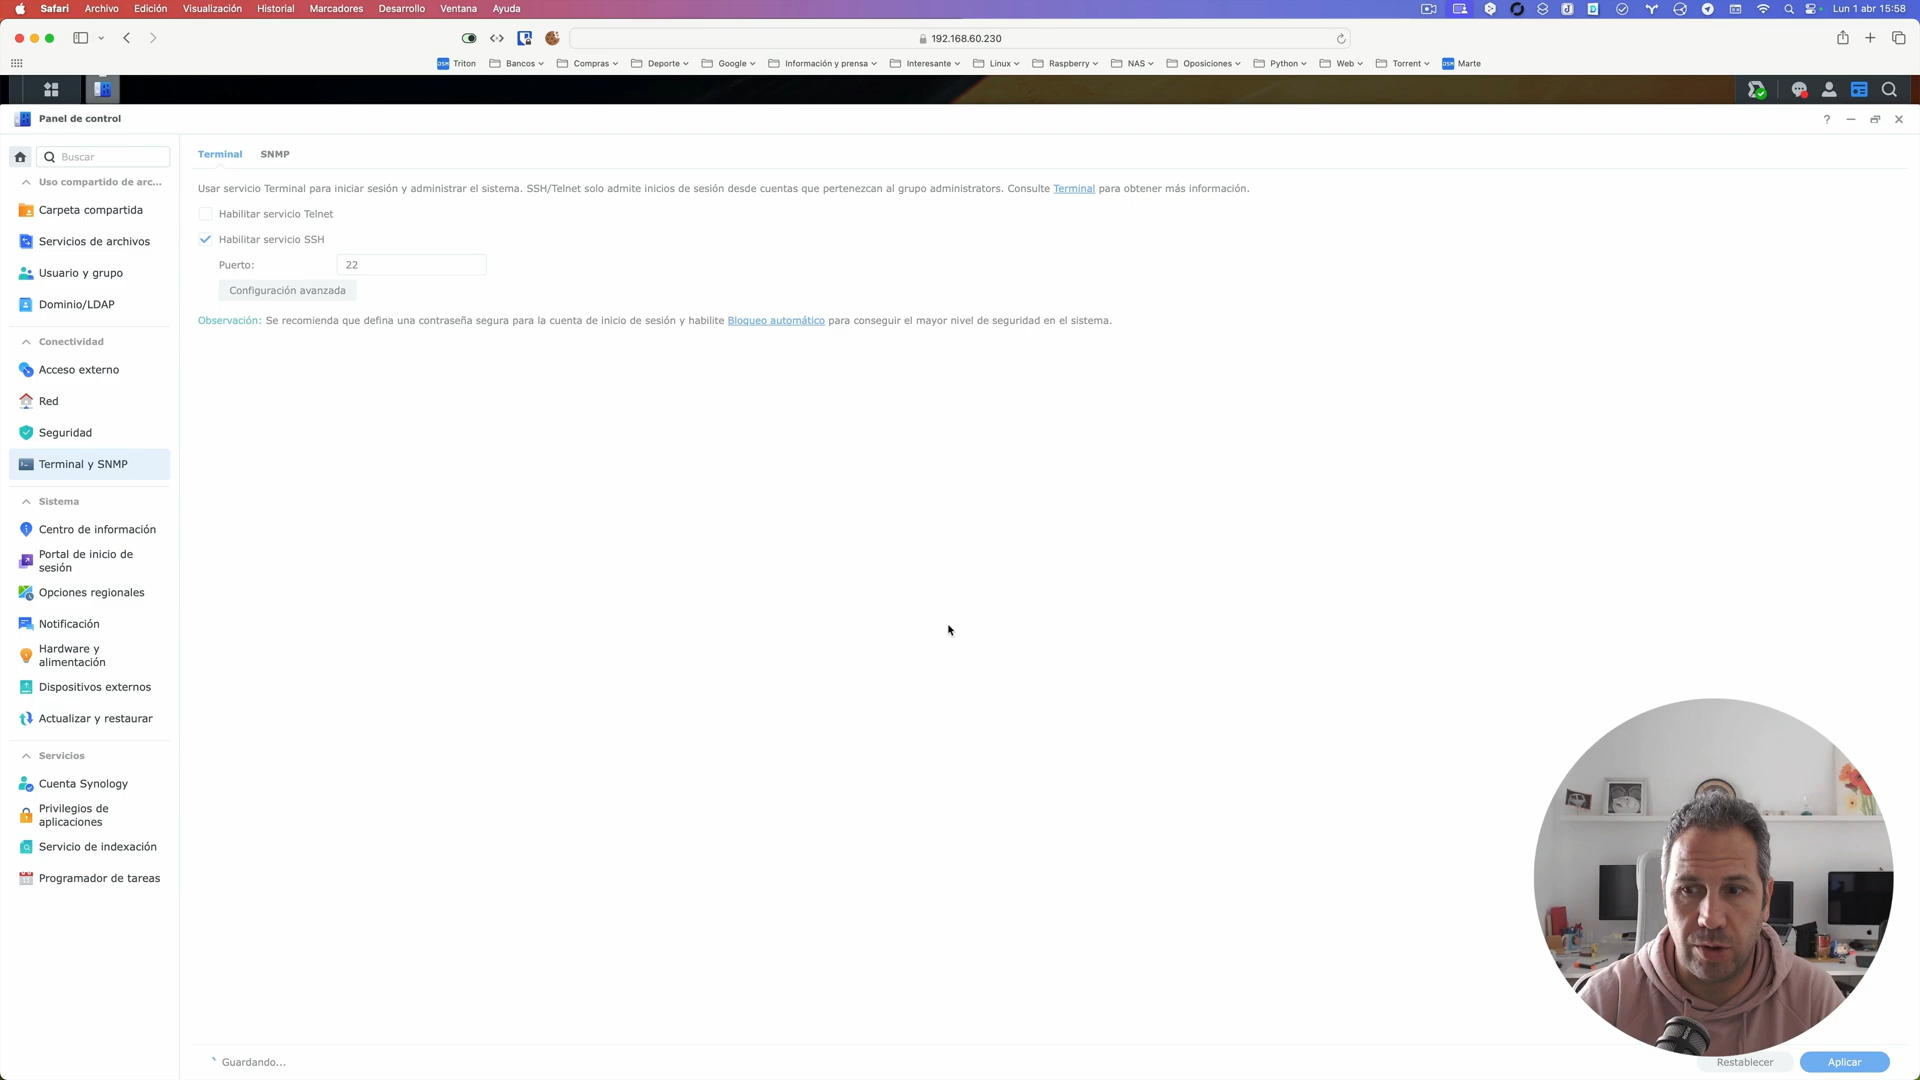 Safari Archivo Edición Visualización Historial Marcadores Desarrollo Ventana Ayuda Lun 1 abr 15:58
192.168.60.230
DSM Triton Bancos Compras Deporte Google Información y prensa Interesante Linux Raspberry NAS Oposiciones Python Web Torrent DSM Marte
Panel de control
Buscar
Uso compartido de arc...
Carpeta compartida
Servicios de archivos
Usuario y grupo
Dominio/LDAP
Conectividad
Acceso externo
Red
Seguridad
Terminal y SNMP
Sistema
Centro de información
Portal de inicio de
sesión
Opciones regionales
Notificación
Hardware y
alimentación
Dispositivos externos
Actualizar y restaurar
Servicios
Cuenta Synology
Privilegios de
aplicaciones
Servicio de indexación
Programador de tareas
Terminal SNMP
Usar servicio Terminal para iniciar sesión y administrar el sistema. SSH/Telnet solo admite inicios de sesión desde cuentas que pertenezcan al grupo administrators. Consulte Terminal para obtener más información.
Habilitar servicio Telnet
Habilitar servicio SSH
Puerto: 22
Configuración avanzada
Observación: Se recomienda que defina una contraseña segura para la cuenta de inicio de sesión y habilite Bloqueo automático para conseguir el mayor nivel de seguridad en el sistema.
Guardando...
Restablecer Aplicar